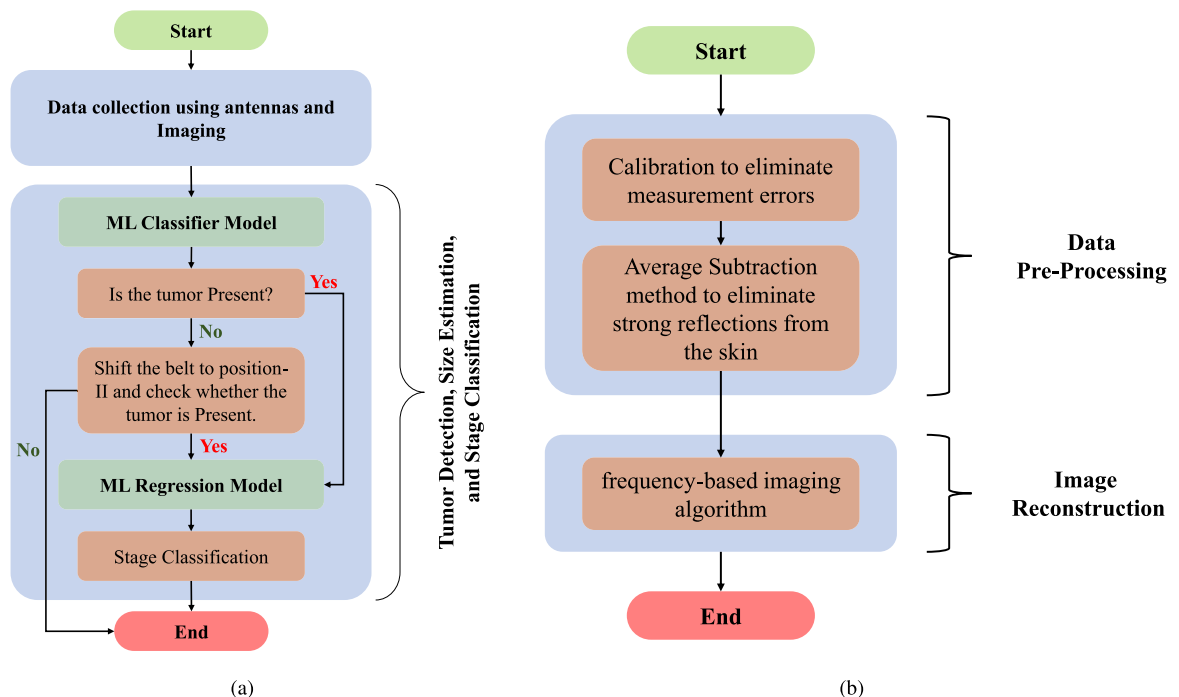 Start
Data collection using antennas and
Imaging
ML Classifier Model
Is the tumor Present?
Yes
No
Shift the belt to position-
II and check whether the
tumor is Present.
No
Yes
ML Regression Model
Stage Classification
End
Tumor Detection, Size Estimation,
and Stage Classification
(a)
Start
Calibration to eliminate
measurement errors
Average Subtraction
method to eliminate
strong reflections from
the skin
Data
Pre-Processing
frequency-based imaging
algorithm
Image
Reconstruction
End
(b)